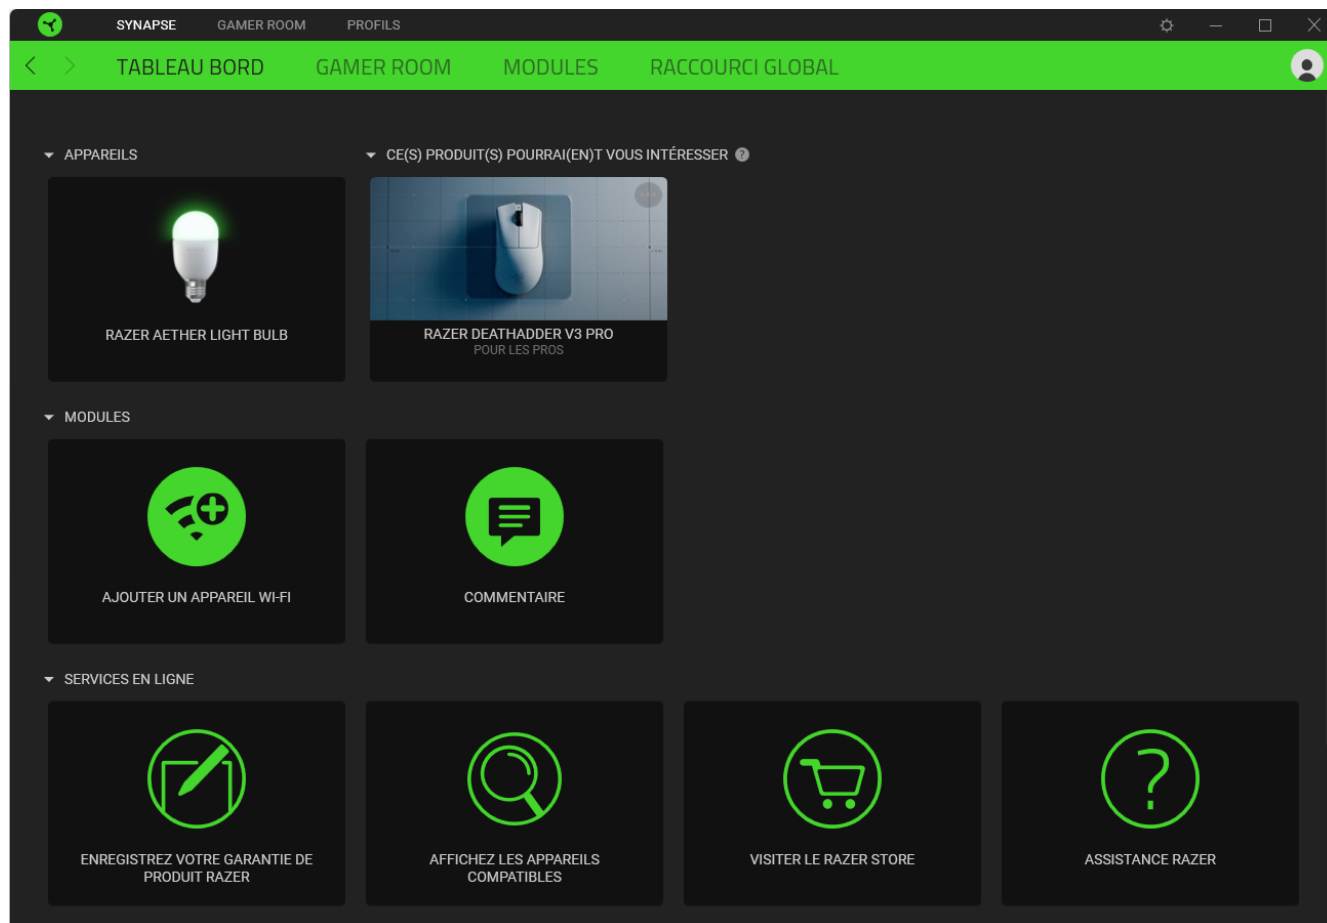 SYNAPSE GAMER ROOM PROFILS
TABLEAU BORD GAMER ROOM MODULES RACCOURCI GLOBAL
APPAREILS
RAZER AETHER LIGHT BULB
CE(S) PRODUIT(S) POURRAI(EN)T VOUS INTÉRESSER ?
RAZER DEATHADDER V3 PRO
POUR LES PROS
MODULES
AJOUTER UN APPAREIL WI-FI
COMMENTAIRE
SERVICES EN LIGNE
ENREGISTREZ VOTRE GARANTIE DE
PRODUIT RAZER
AFFICHEZ LES APPAREILS
COMPATIBLES
VISITER LE RAZER STORE
ASSISTANCE RAZER